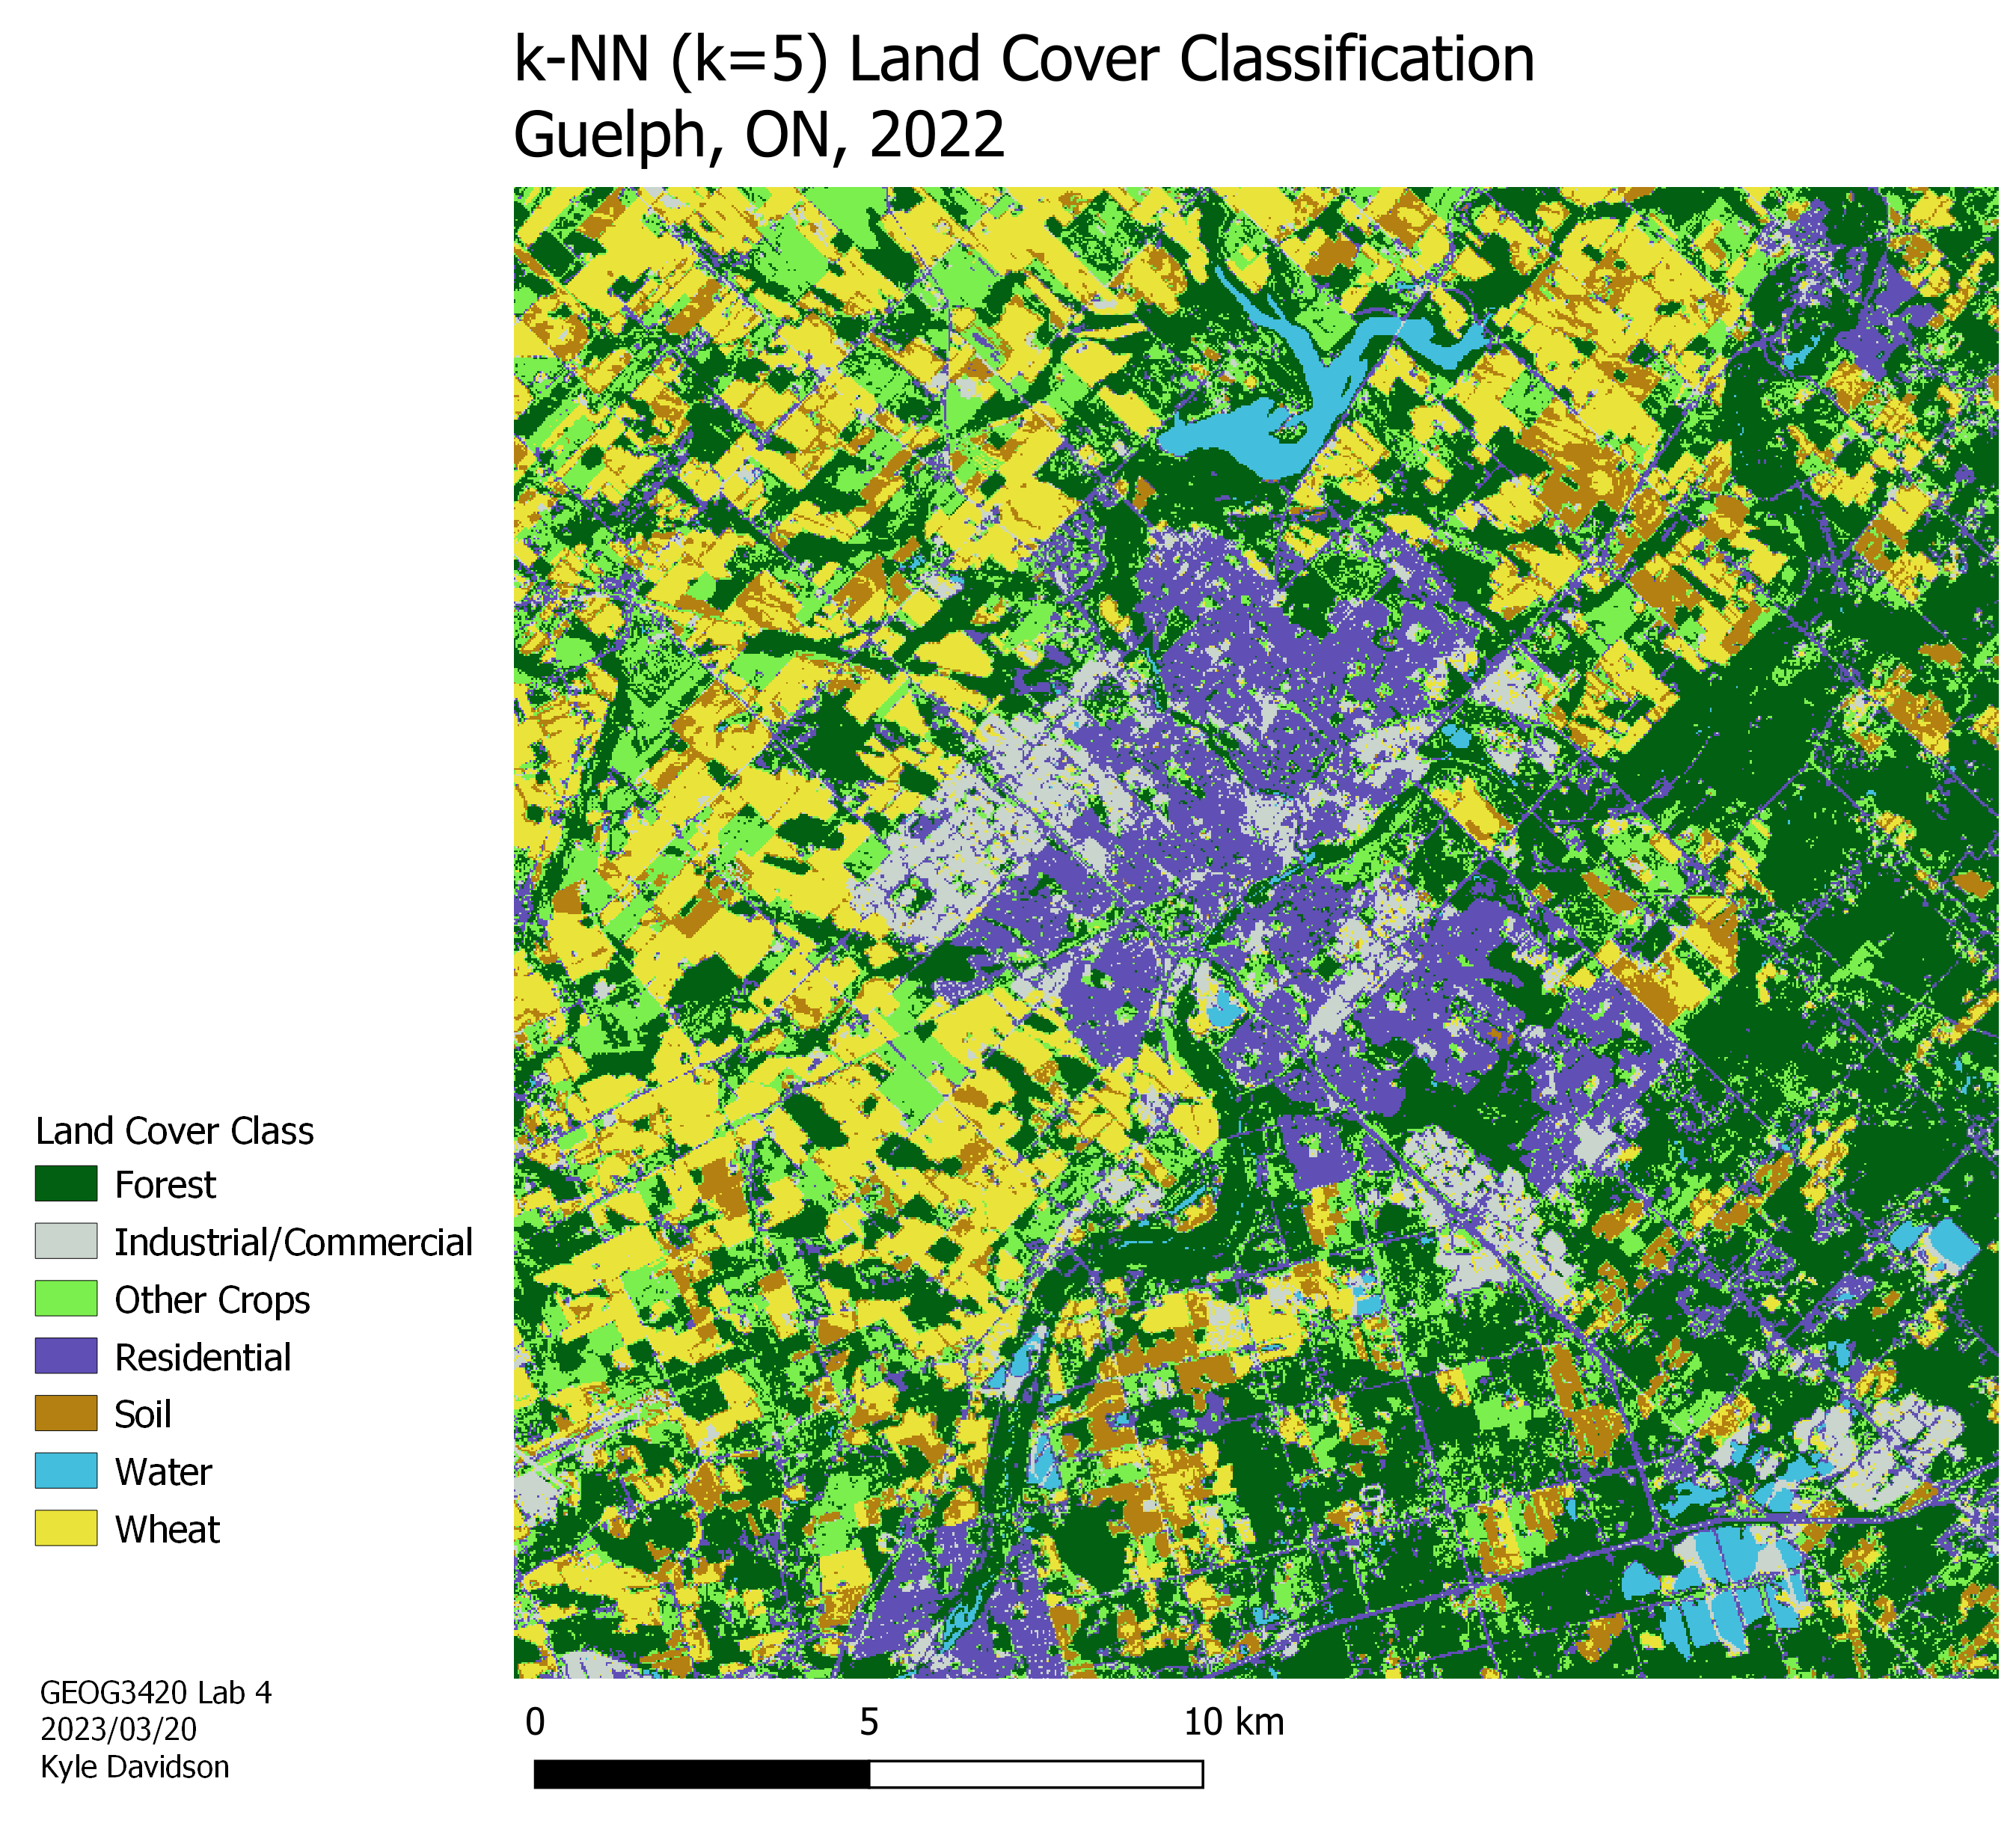 k-NN (k=5) Land Cover Classification
Guelph, ON, 2022
Land Cover Class
Forest
Industrial/Commercial
Other Crops
Residential
Soil
Water
Wheat
GEOG3420 Lab 4
2023/03/20
Kyle Davidson
0 5 10 km